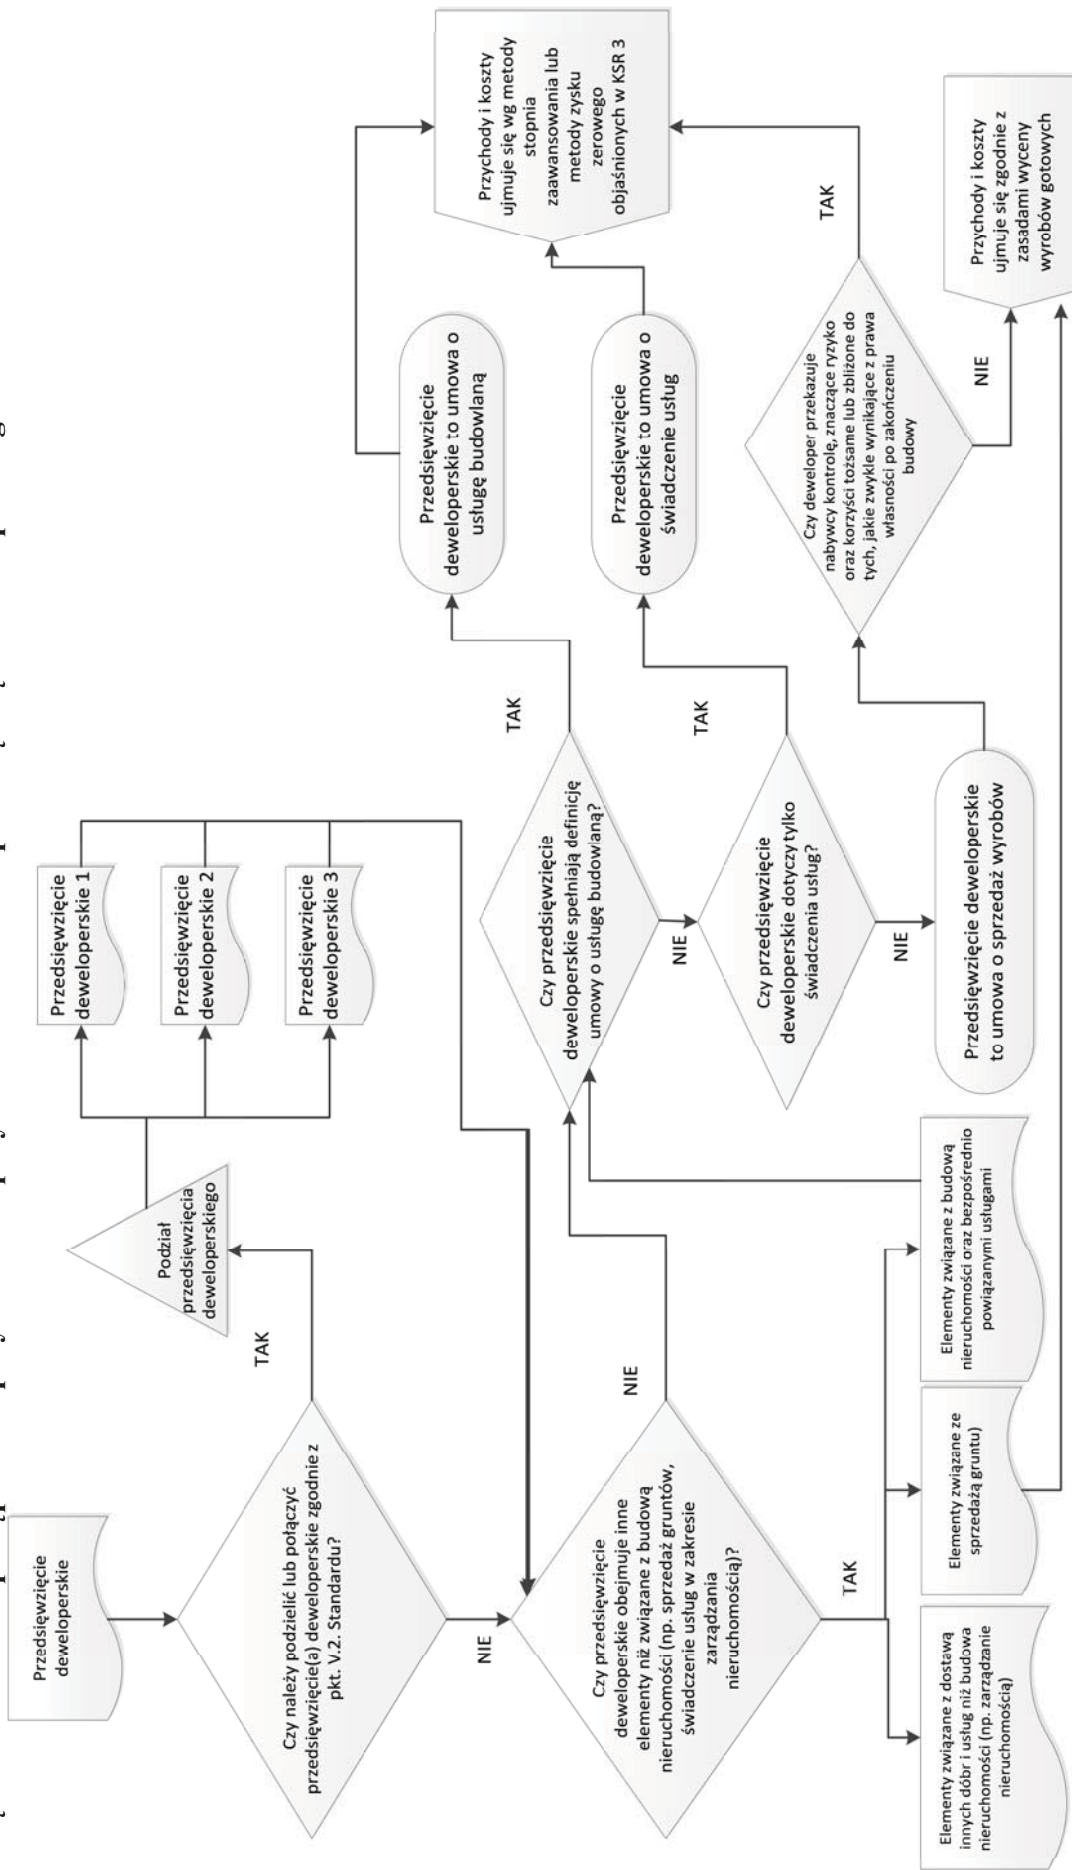 Przedsięwzięcie
deweloperskie
Czy należy podzielić lub połączyć
przedsięwzięcie(a) deweloperskie zgodnie z
pkt. V.2. Standardu?
TAK
Podział
przedsięwzięcia
deweloperskiego
Przedsięwzięcie
deweloperskie 1
Przedsięwzięcie
deweloperskie 2
Przedsięwzięcie
deweloperskie 3
NIE
Czy przedsięwzięcie
deweloperskie obejmuje inne
elementy niż związane z budową
nieruchomości (np. sprzedaż gruntów,
świadczenie usług w zakresie
zarządzania
nieruchomością)?
NIE
TAK
Elementy związane z dostawą
innych dóbr i usług niż budowa
nieruchomości (np. zarządzanie
nieruchomością)
Elementy związane ze
sprzedażą gruntu)
Elementy związane z budową
nieruchomości oraz bezpośrednio
powiązanymi usługami
Czy przedsięwzięcie
deweloperskie spełniają definicję
umowy o usługę budowlaną?
TAK
Przedsięwzięcie
deweloperskie to umowa o
usługę budowlaną
NIE
Czy przedsięwzięcie
deweloperskie dotyczy tylko
świadczenia usług?
TAK
Przedsięwzięcie
deweloperskie to umowa o
świadczenie usług
NIE
Przedsięwzięcie deweloperskie
to umowa o sprzedaż wyrobów
Czy deweloper przekazuje
nabywcy kontrolę, znaczące ryzyko
oraz korzyści tożsame lub zbliżone do
tych, jakie zwykle wynikające z prawa
własności po zakończeniu
budowy
TAK
Przychody i koszty
ujmuje się wg metody
stopnia
zaawansowania lub
metody zysku
zerowego
objaśnionych w KSR 3
NIE
Przychody i koszty
ujmuje się zgodnie z
zasadami wyceny
wyrobów gotowych